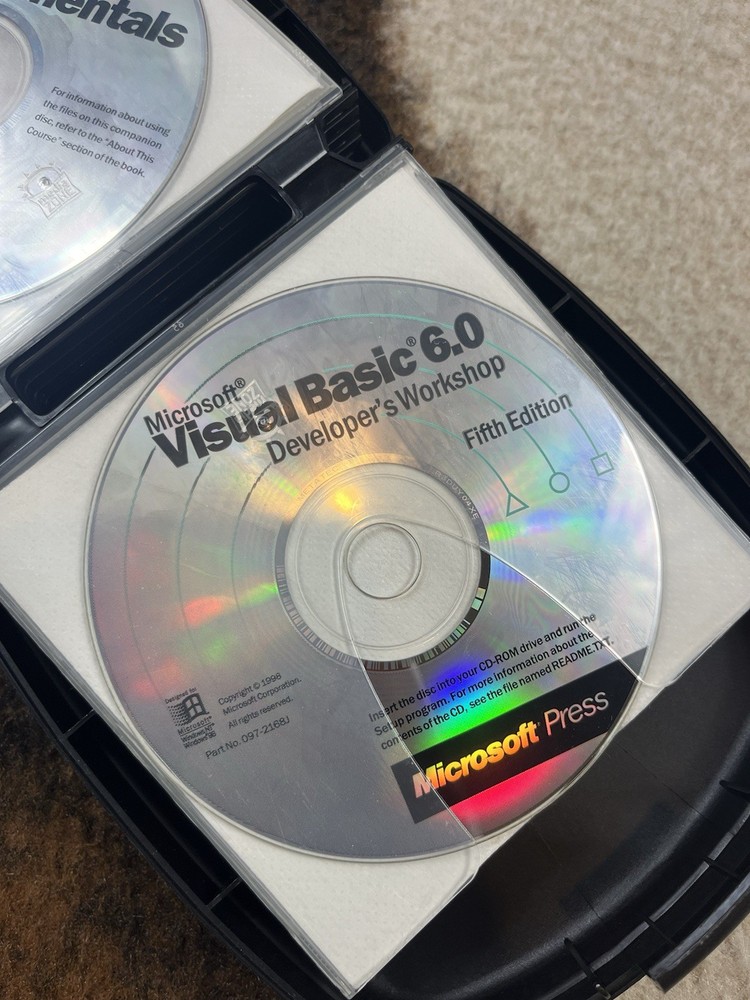 entals
For information about using
the files on this companion
disc, refer to the "About This
Course" section of the book.
Microsoft®
Visual Basic® 6.0
Developer's Workshop
Fifth Edition
Insert the disc into your CD-ROM drive and run the
Setup program. For more information about the
contents of the CD, see the file named README.TXT.
Designed for
Microsoft
Windows NT
Windows 98
Copyright © 1998
Microsoft Corporation.
All rights reserved.
Part No. 097-2168J
Microsoft Press